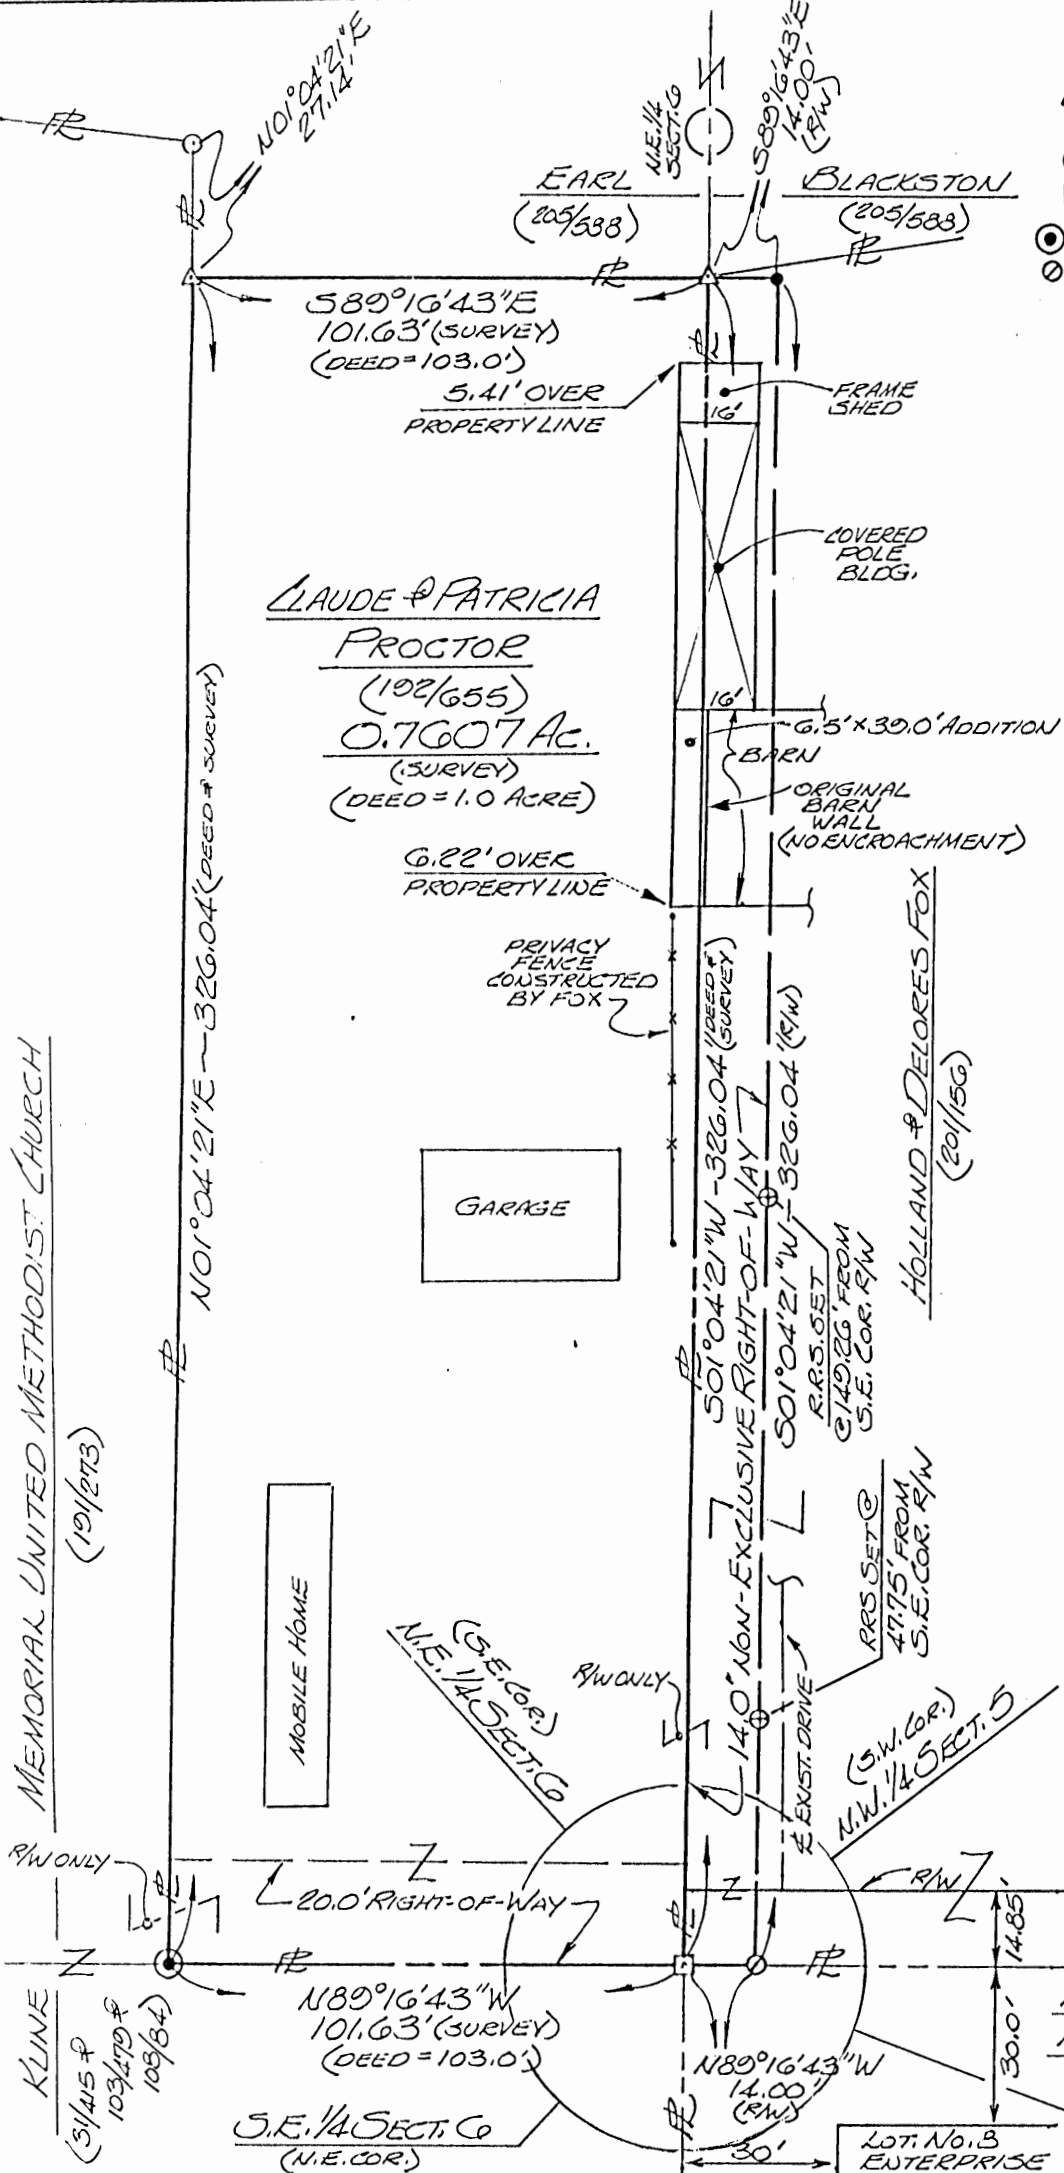 N01°04'21"E
27.14'
N.E.1/4
SECT.6
S89°16'43"E
14.00'
(R/W)
EARL
(205/588)
BLACKSTON
(205/588)
S89°16'43"E
101.63'(SURVEY)
(DEED=103.0')
5.41' OVER
PROPERTY LINE
16'
FRAME
SHED
COVERED
POLE
BLDG.
CLAUDE & PATRICIA
PROCTOR
(192/655)
0.7607 Ac.
(SURVEY)
(DEED = 1.0 ACRE)
16'
6.5'×39.0' ADDITION
BARN
ORIGINAL
BARN
WALL
(NO ENCROACHMENT)
6.22' OVER
PROPERTY LINE
PRIVACY
FENCE
CONSTRUCTED
BY FOX
N01°04'21"E - 326.04'(DEED & SURVEY)
S01°04'21"W - 326.04'(DEED & SURVEY)
14.0' NON-EXCLUSIVE RIGHT-OF-WAY
S01°04'21"W - 326.04'(R/W)
R.R.S. SET
@ 149.26' FROM
S.E. COR. R/W
HOLLAND & DELORES FOX
(201/156)
MEMORIAL UNITED METHODIST CHURCH
(191/273)
GARAGE
MOBILE HOME
RRS SET @
47.75' FROM
S.E. COR. R/W
R/W ONLY
(S.E. COR.)
N.E. 1/4 SECT. 6
℄ EXIST. DRIVE
(S.W. COR.)
N.W. 1/4 SECT. 5
R/W ONLY
20.0' RIGHT-OF-WAY
R/W
14.85'
30.0'
N89°16'43"W
101.63'(SURVEY)
(DEED = 103.0')
N89°16'43"W
14.00'
(R/W)
KLINE
(31/415 &
103/479 &
108/84)
S.E. 1/4 SECT. 6
(N.E. COR.)
30'
LOT. NO. 3
ENTERPRISE